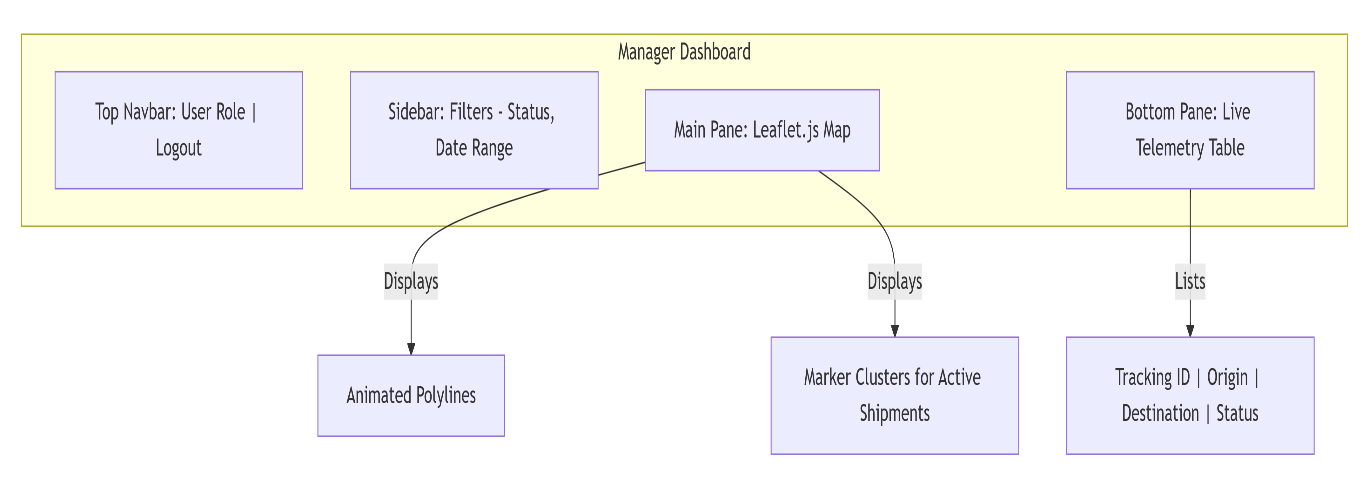 Manager Dashboard
Top Navbar: User Role |
Logout
Sidebar: Filters - Status,
Date Range
Main Pane: Leaflet.js Map
Bottom Pane: Live
Telemetry Table
Displays
Displays
Lists
Animated Polylines
Marker Clusters for Active
Shipments
Tracking ID | Origin |
Destination | Status